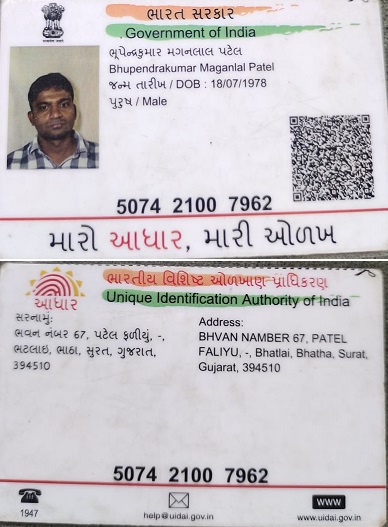 ભારત સરકાર
Government of India
ભૂપેન્દ્રકુમાર મગનલાલ પટેલ
Bhupendrakumar Maganlal Patel
જન્મ તારીખ / DOB : 18/07/1978
પુરુષ / Male
5074 2100 7962
મારો આધાર, મારી ઓળખ
ભારતીય વિશિષ્ટ ઓળખાણ પ્રાધિકરણ
Unique Identification Authority of India
આધાર
સરનામું:
ભવન નંબર 67, પટેલ ફળીયું, -,
ભટલાઇ, ભાઠા, સુરત, ગુજરાત,
394510
Address:
BHVAN NAMBER 67, PATEL
FALIYU, -, Bhatlai, Bhatha, Surat,
Gujarat, 394510
5074 2100 7962
1947
help@uidai.gov.in
WWW
www.uidai.gov.in